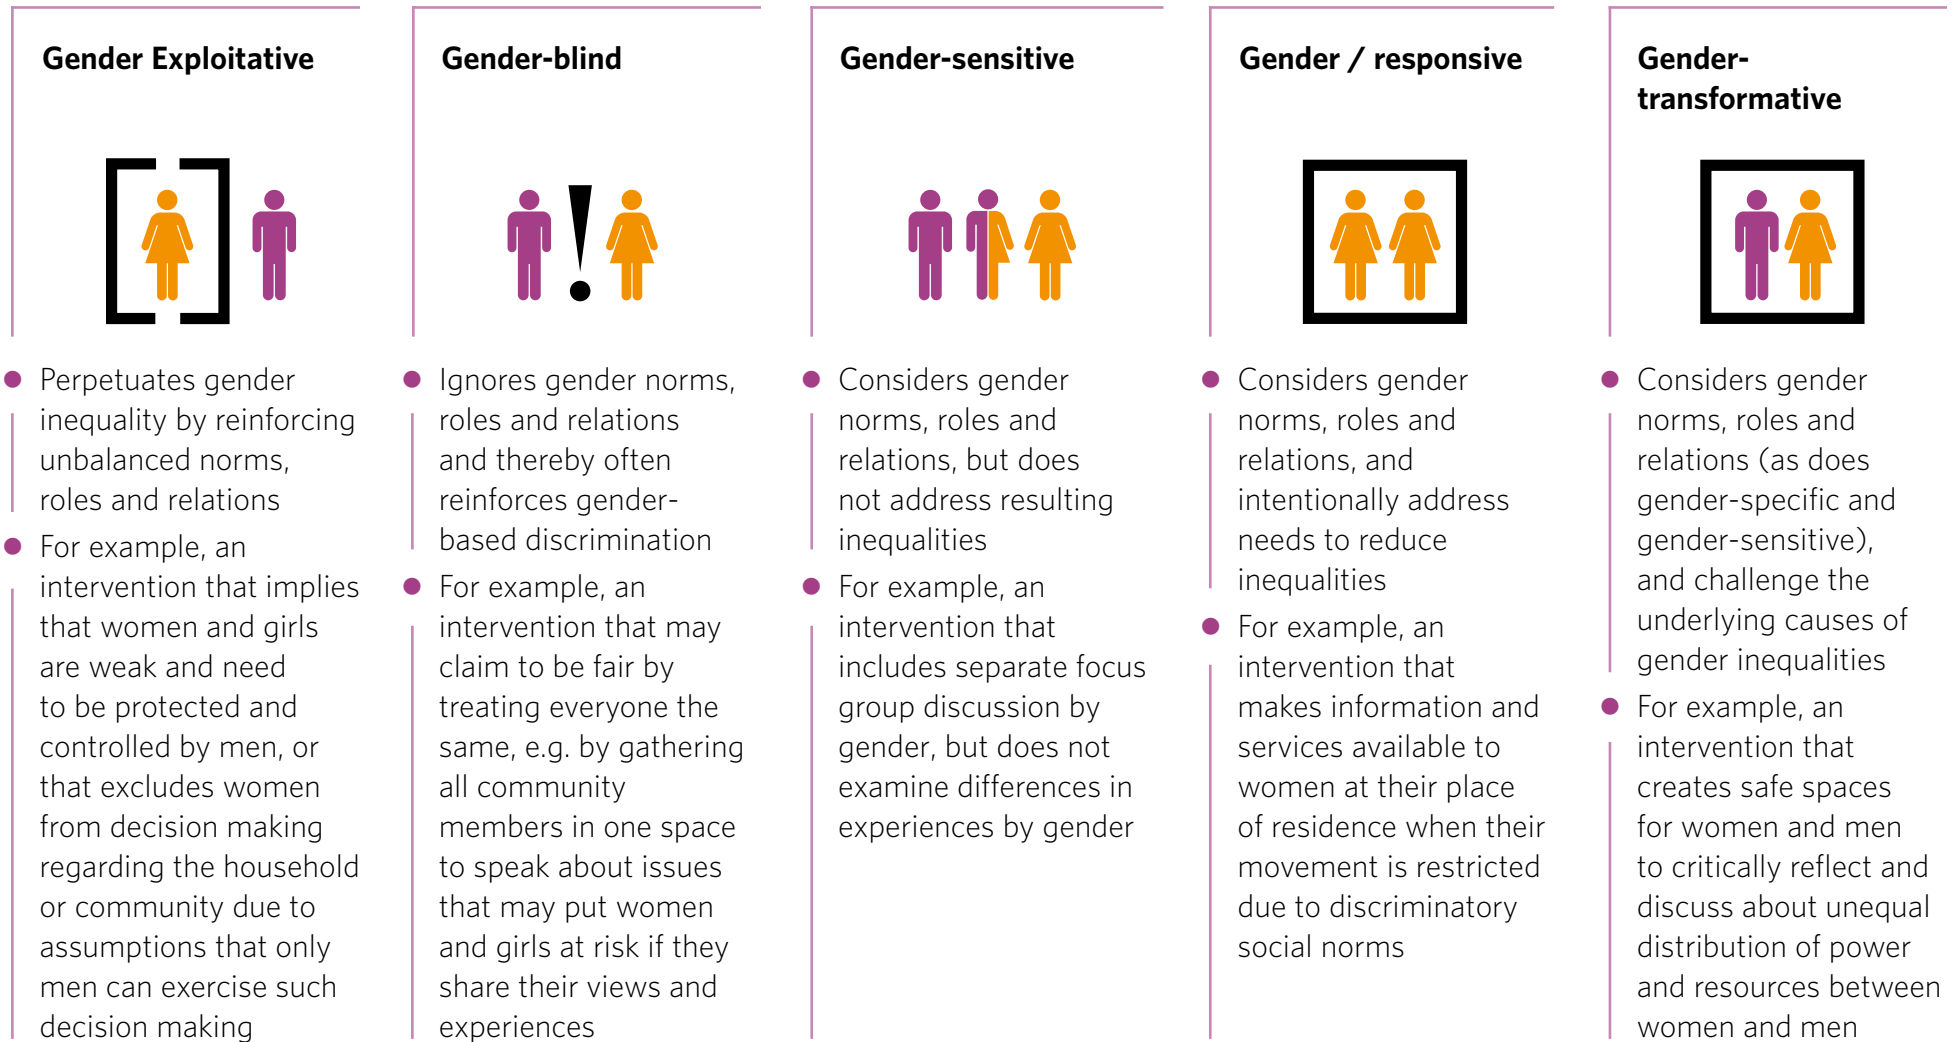 Gender Exploitative
Perpetuates gender
inequality by reinforcing
unbalanced norms,
roles and relations
For example, an
intervention that implies
that women and girls
are weak and need
to be protected and
controlled by men, or
that excludes women
from decision making
regarding the household
or community due to
assumptions that only
men can exercise such
decision making
Gender-blind
Ignores gender norms,
roles and relations
and thereby often
reinforces gender-
based discrimination
For example, an
intervention that may
claim to be fair by
treating everyone the
same, e.g. by gathering
all community
members in one space
to speak about issues
that may put women
and girls at risk if they
share their views and
experiences
Gender-sensitive
Considers gender
norms, roles and
relations, but does
not address resulting
inequalities
For example, an
intervention that
includes separate focus
group discussion by
gender, but does not
examine differences in
experiences by gender
Gender / responsive
Considers gender
norms, roles and
relations, and
intentionally address
needs to reduce
inequalities
For example, an
intervention that
makes information and
services available to
women at their place
of residence when their
movement is restricted
due to discriminatory
social norms
Gender-
transformative
Considers gender
norms, roles and
relations (as does
gender-specific and
gender-sensitive),
and challenge the
underlying causes of
gender inequalities
For example, an
intervention that
creates safe spaces
for women and men
to critically reflect and
discuss about unequal
distribution of power
and resources between
women and men